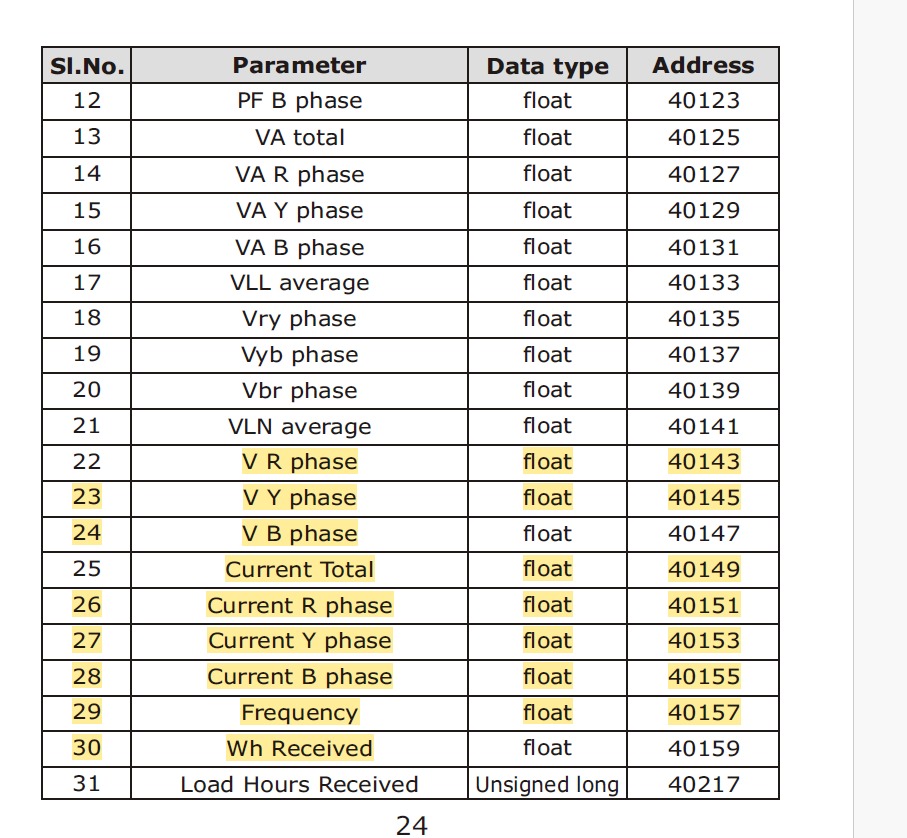 Sl.No. Parameter Data type Address
12 PF B phase float 40123
13 VA total float 40125
14 VA R phase float 40127
15 VA Y phase float 40129
16 VA B phase float 40131
17 VLL average float 40133
18 Vry phase float 40135
19 Vyb phase float 40137
20 Vbr phase float 40139
21 VLN average float 40141
22 V R phase float 40143
23 V Y phase float 40145
24 V B phase float 40147
25 Current Total float 40149
26 Current R phase float 40151
27 Current Y phase float 40153
28 Current B phase float 40155
29 Frequency float 40157
30 Wh Received float 40159
31 Load Hours Received Unsigned long 40217
24